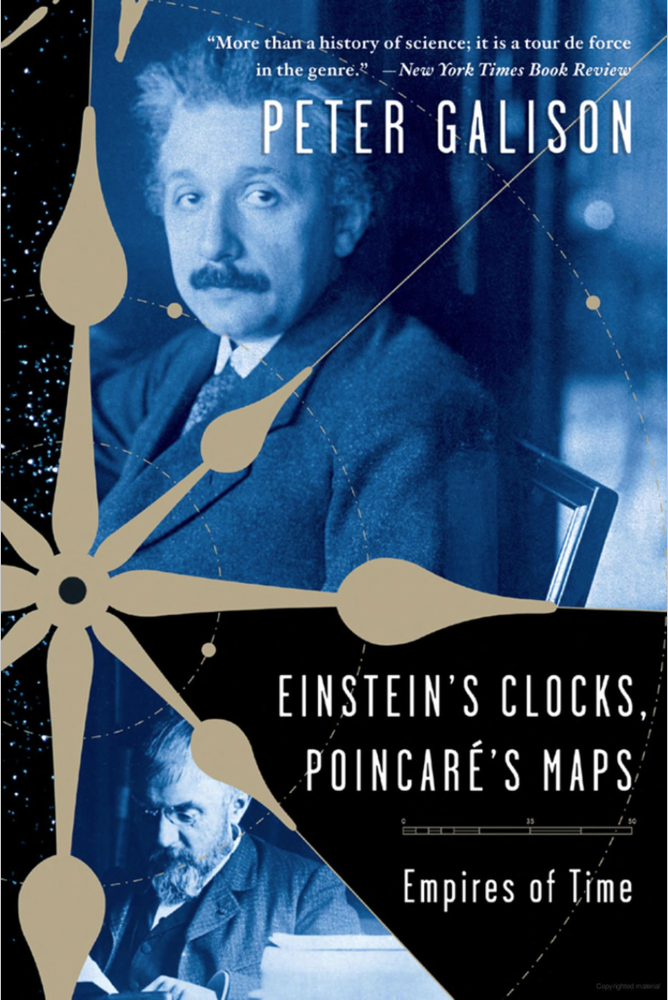 “More than a history of science; it is a tour de force
in the genre.” —New York Times Book Review
PETER GALISON
EINSTEIN’S CLOCKS,
POINCARÉ’S MAPS
0 35 50
Empires of Time
Copyrighted material